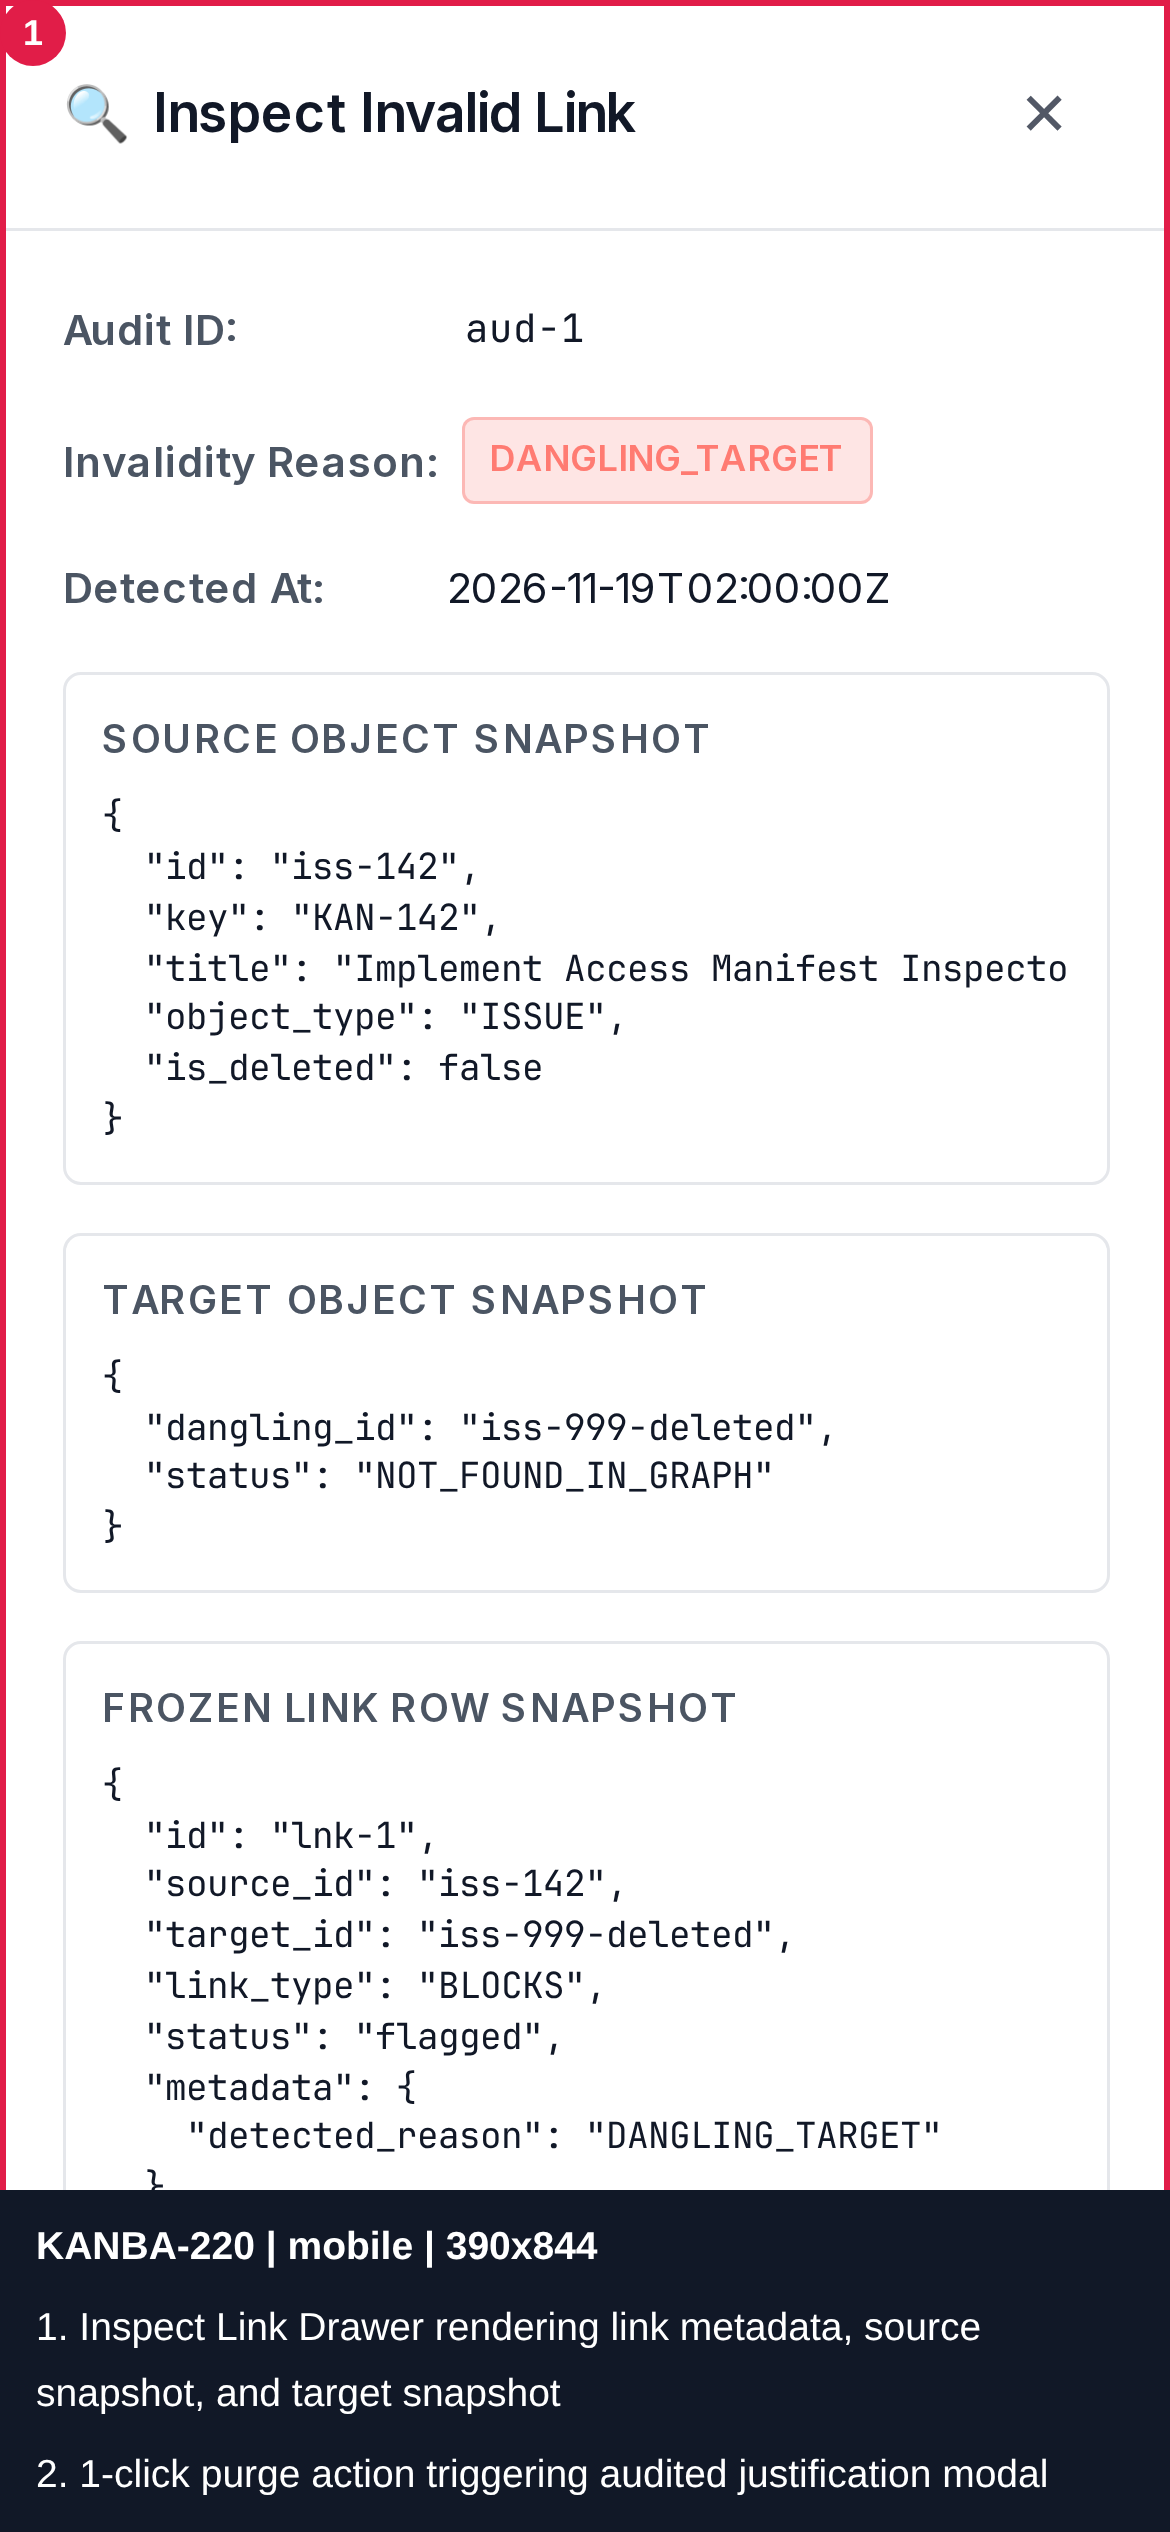 1
🔍 Inspect Invalid Link ✕
Audit ID: aud-1
Invalidity Reason: DANGLING_TARGET
Detected At: 2026-11-19T02:00:00Z
SOURCE OBJECT SNAPSHOT
{
  "id": "iss-142",
  "key": "KAN-142",
  "title": "Implement Access Manifest Inspecto
  "object_type": "ISSUE",
  "is_deleted": false
}
TARGET OBJECT SNAPSHOT
{
  "dangling_id": "iss-999-deleted",
  "status": "NOT_FOUND_IN_GRAPH"
}
FROZEN LINK ROW SNAPSHOT
{
  "id": "lnk-1",
  "source_id": "iss-142",
  "target_id": "iss-999-deleted",
  "link_type": "BLOCKS",
  "status": "flagged",
  "metadata": {
    "detected_reason": "DANGLING_TARGET"
  }
KANBA-220 | mobile | 390x844
1. Inspect Link Drawer rendering link metadata, source
snapshot, and target snapshot
2. 1-click purge action triggering audited justification modal